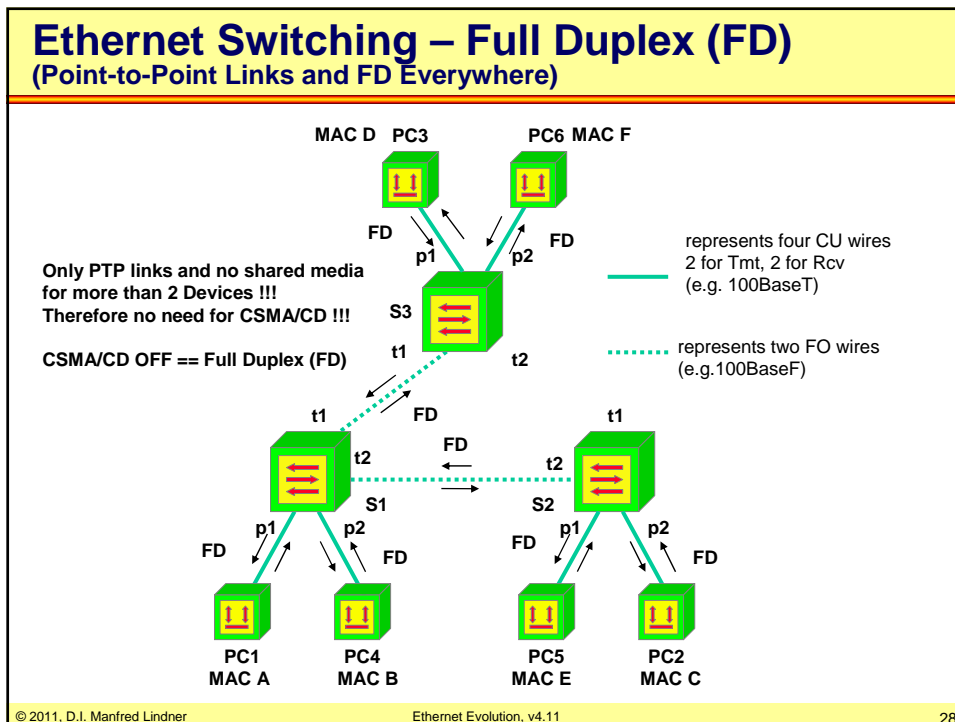 Ethernet Switching – Full Duplex (FD)
(Point-to-Point Links and FD Everywhere)
MAC D PC3
PC6 MAC F
FD
FD
p1
p2
represents four CU wires
2 for Tmt, 2 for Rcv
(e.g. 100BaseT)
Only PTP links and no shared media
for more than 2 Devices !!!
Therefore no need for CSMA/CD !!!
S3
CSMA/CD OFF == Full Duplex (FD)
t1
t2
represents two FO wires
(e.g.100BaseF)
t1
FD
t1
FD
t2
t2
S1
S2
p1
p2
p1
p2
FD
FD
FD
FD
PC1
MAC A
PC4
MAC B
PC5
MAC E
PC2
MAC C
© 2011, D.I. Manfred Lindner
Ethernet Evolution, v4.11
28